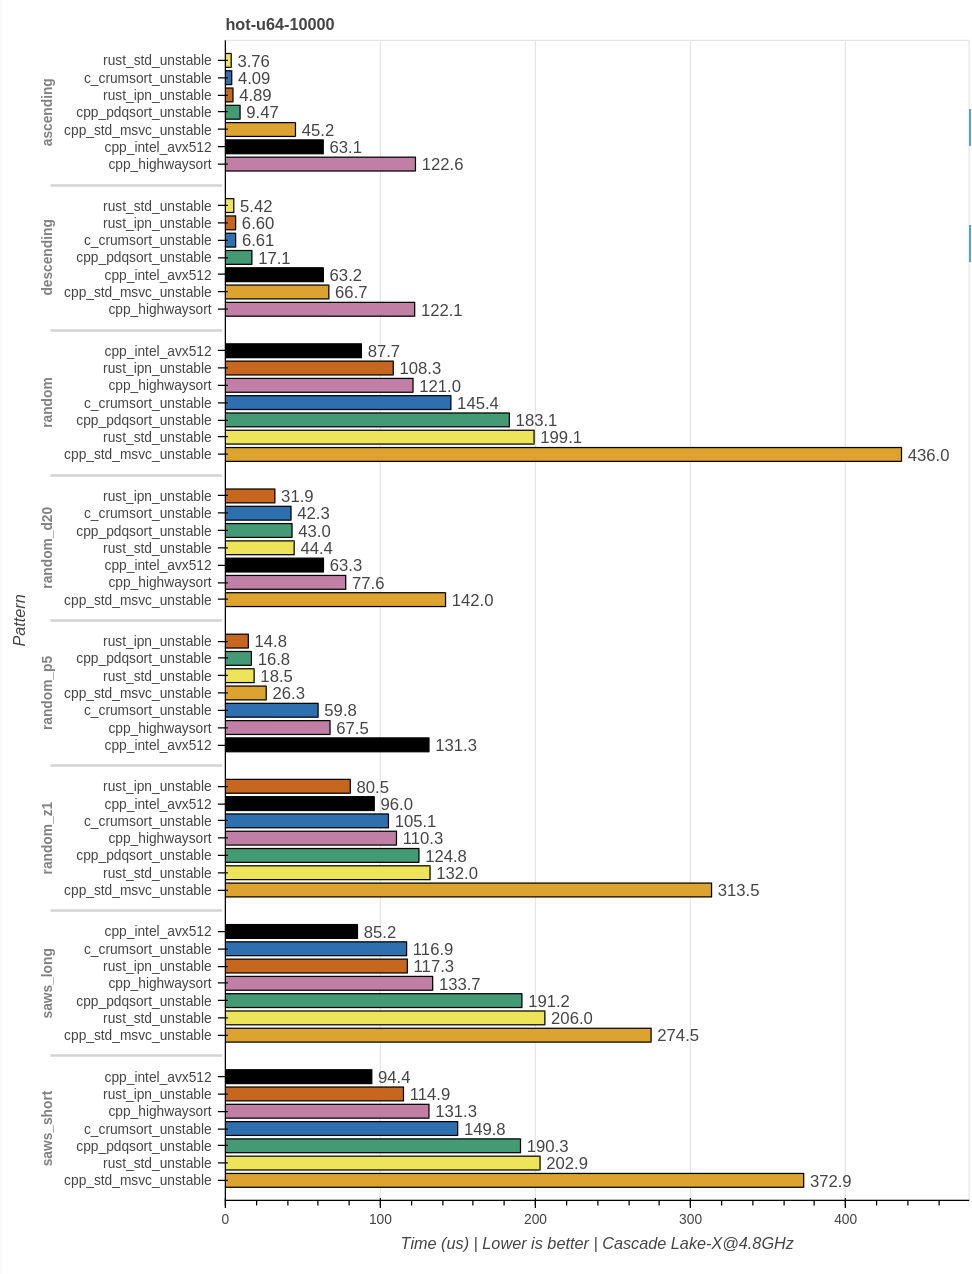 hot-u64-10000
Pattern
ascending
rust_std_unstable 3.76
c_crumsort_unstable 4.09
rust_ipn_unstable 4.89
cpp_pdqsort_unstable 9.47
cpp_std_msvc_unstable 45.2
cpp_intel_avx512 63.1
cpp_highwaysort 122.6
descending
rust_std_unstable 5.42
rust_ipn_unstable 6.60
c_crumsort_unstable 6.61
cpp_pdqsort_unstable 17.1
cpp_intel_avx512 63.2
cpp_std_msvc_unstable 66.7
cpp_highwaysort 122.1
random
cpp_intel_avx512 87.7
rust_ipn_unstable 108.3
cpp_highwaysort 121.0
c_crumsort_unstable 145.4
cpp_pdqsort_unstable 183.1
rust_std_unstable 199.1
cpp_std_msvc_unstable 436.0
random_d20
rust_ipn_unstable 31.9
c_crumsort_unstable 42.3
cpp_pdqsort_unstable 43.0
rust_std_unstable 44.4
cpp_intel_avx512 63.3
cpp_highwaysort 77.6
cpp_std_msvc_unstable 142.0
random_p5
rust_ipn_unstable 14.8
cpp_pdqsort_unstable 16.8
rust_std_unstable 18.5
cpp_std_msvc_unstable 26.3
c_crumsort_unstable 59.8
cpp_highwaysort 67.5
cpp_intel_avx512 131.3
random_z1
rust_ipn_unstable 80.5
cpp_intel_avx512 96.0
c_crumsort_unstable 105.1
cpp_highwaysort 110.3
cpp_pdqsort_unstable 124.8
rust_std_unstable 132.0
cpp_std_msvc_unstable 313.5
saws_long
cpp_intel_avx512 85.2
c_crumsort_unstable 116.9
rust_ipn_unstable 117.3
cpp_highwaysort 133.7
cpp_pdqsort_unstable 191.2
rust_std_unstable 206.0
cpp_std_msvc_unstable 274.5
saws_short
cpp_intel_avx512 94.4
rust_ipn_unstable 114.9
cpp_highwaysort 131.3
c_crumsort_unstable 149.8
cpp_pdqsort_unstable 190.3
rust_std_unstable 202.9
cpp_std_msvc_unstable 372.9
0 100 200 300 400
Time (us) | Lower is better | Cascade Lake-X@4.8GHz